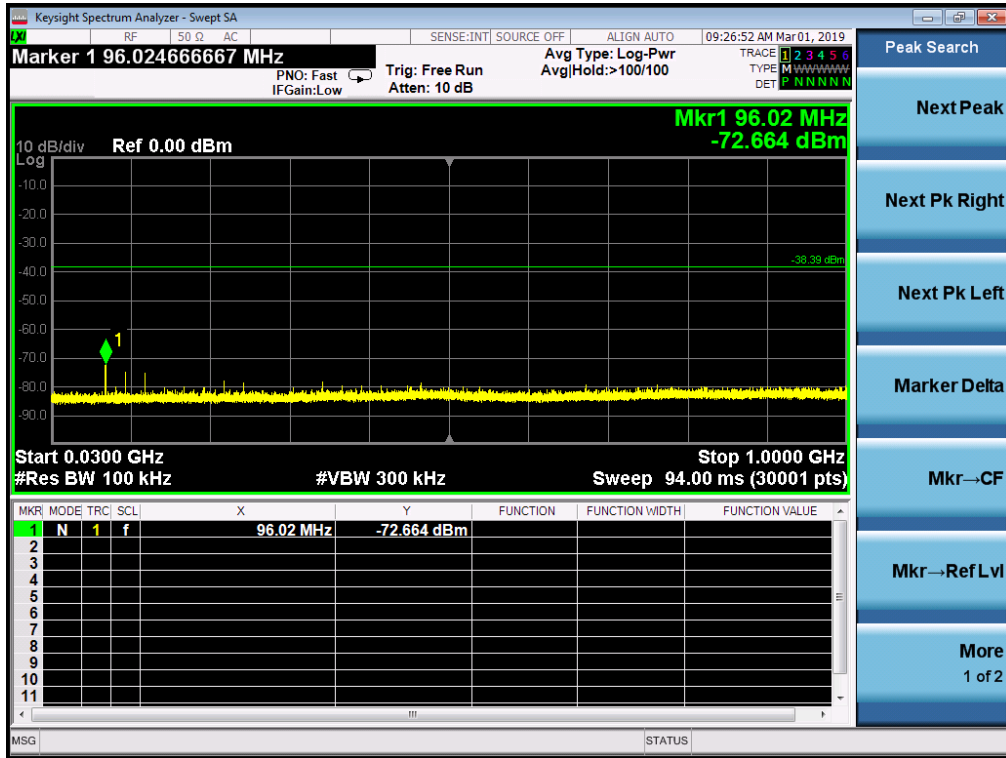 Keysight Spectrum Analyzer - Swept SA
LXI RF 50 Ω AC SENSE:INT SOURCE OFF ALIGN AUTO 09:26:52 AM Mar 01, 2019
Marker 1 96.024666667 MHz
PNO: Fast
IFGain:Low
Trig: Free Run
Atten: 10 dB
Avg Type: Log-Pwr
Avg|Hold:>100/100
TRACE 1 2 3 4 5 6
TYPE M WWWWW
DET P N N N N N
Mkr1 96.02 MHz
-72.664 dBm
10 dB/div Ref 0.00 dBm
Log
-10.0
-20.0
-30.0
-38.39 dBm
-40.0
-50.0
-60.0
1
-70.0
-80.0
-90.0
Start 0.0300 GHz Stop 1.0000 GHz
#Res BW 100 kHz #VBW 300 kHz Sweep 94.00 ms (30001 pts)
MKR MODE TRC SCL X Y FUNCTION FUNCTION WIDTH FUNCTION VALUE
1 N 1 f 96.02 MHz -72.664 dBm
2
3
4
5
6
7
8
9
10
11
MSG STATUS
Peak Search
Next Peak
Next Pk Right
Next Pk Left
Marker Delta
Mkr→CF
Mkr→Ref Lvl
More
1 of 2